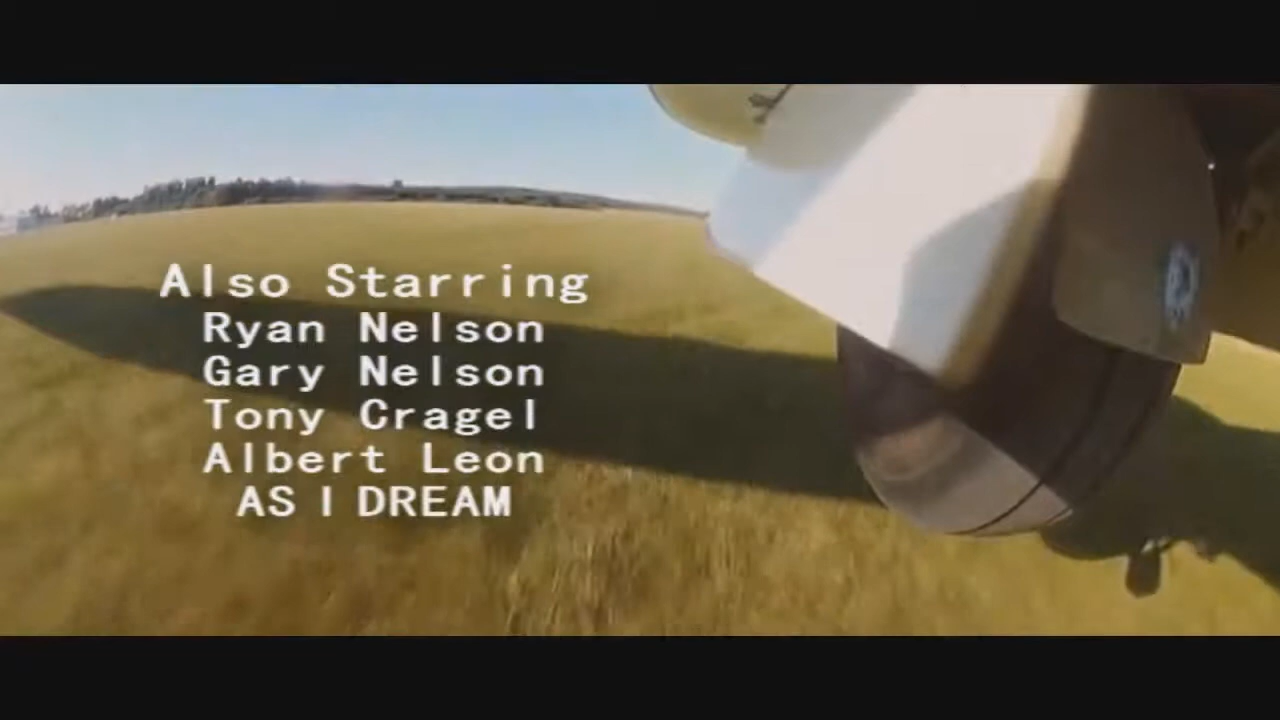 Also Starring
Ryan Nelson
Gary Nelson
Tony Cragel
Albert Leon
AS I DREAM